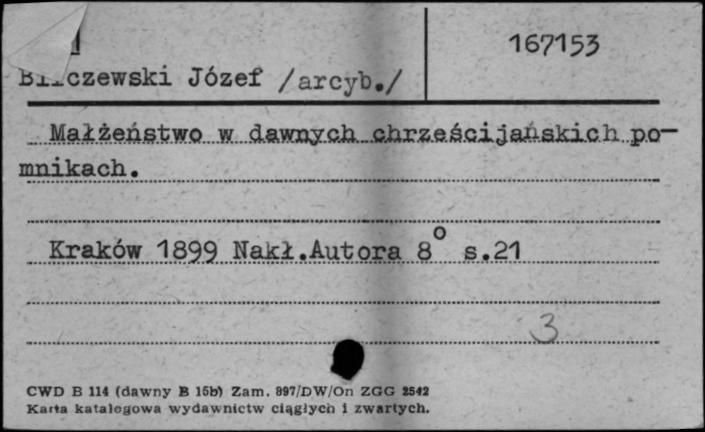 167153
Bilczewski Józef /arcyb./
Małżeństwo w dawnych chrześcijańskich po-
mnikach.
Kraków 1899 Nakł.Autora 8° s.21
3
CWD B 114 (dawny B 15b) Zam. 897/DW/On ZGG 2542
Karta katalogowa wydawnictw ciągłych i zwartych.